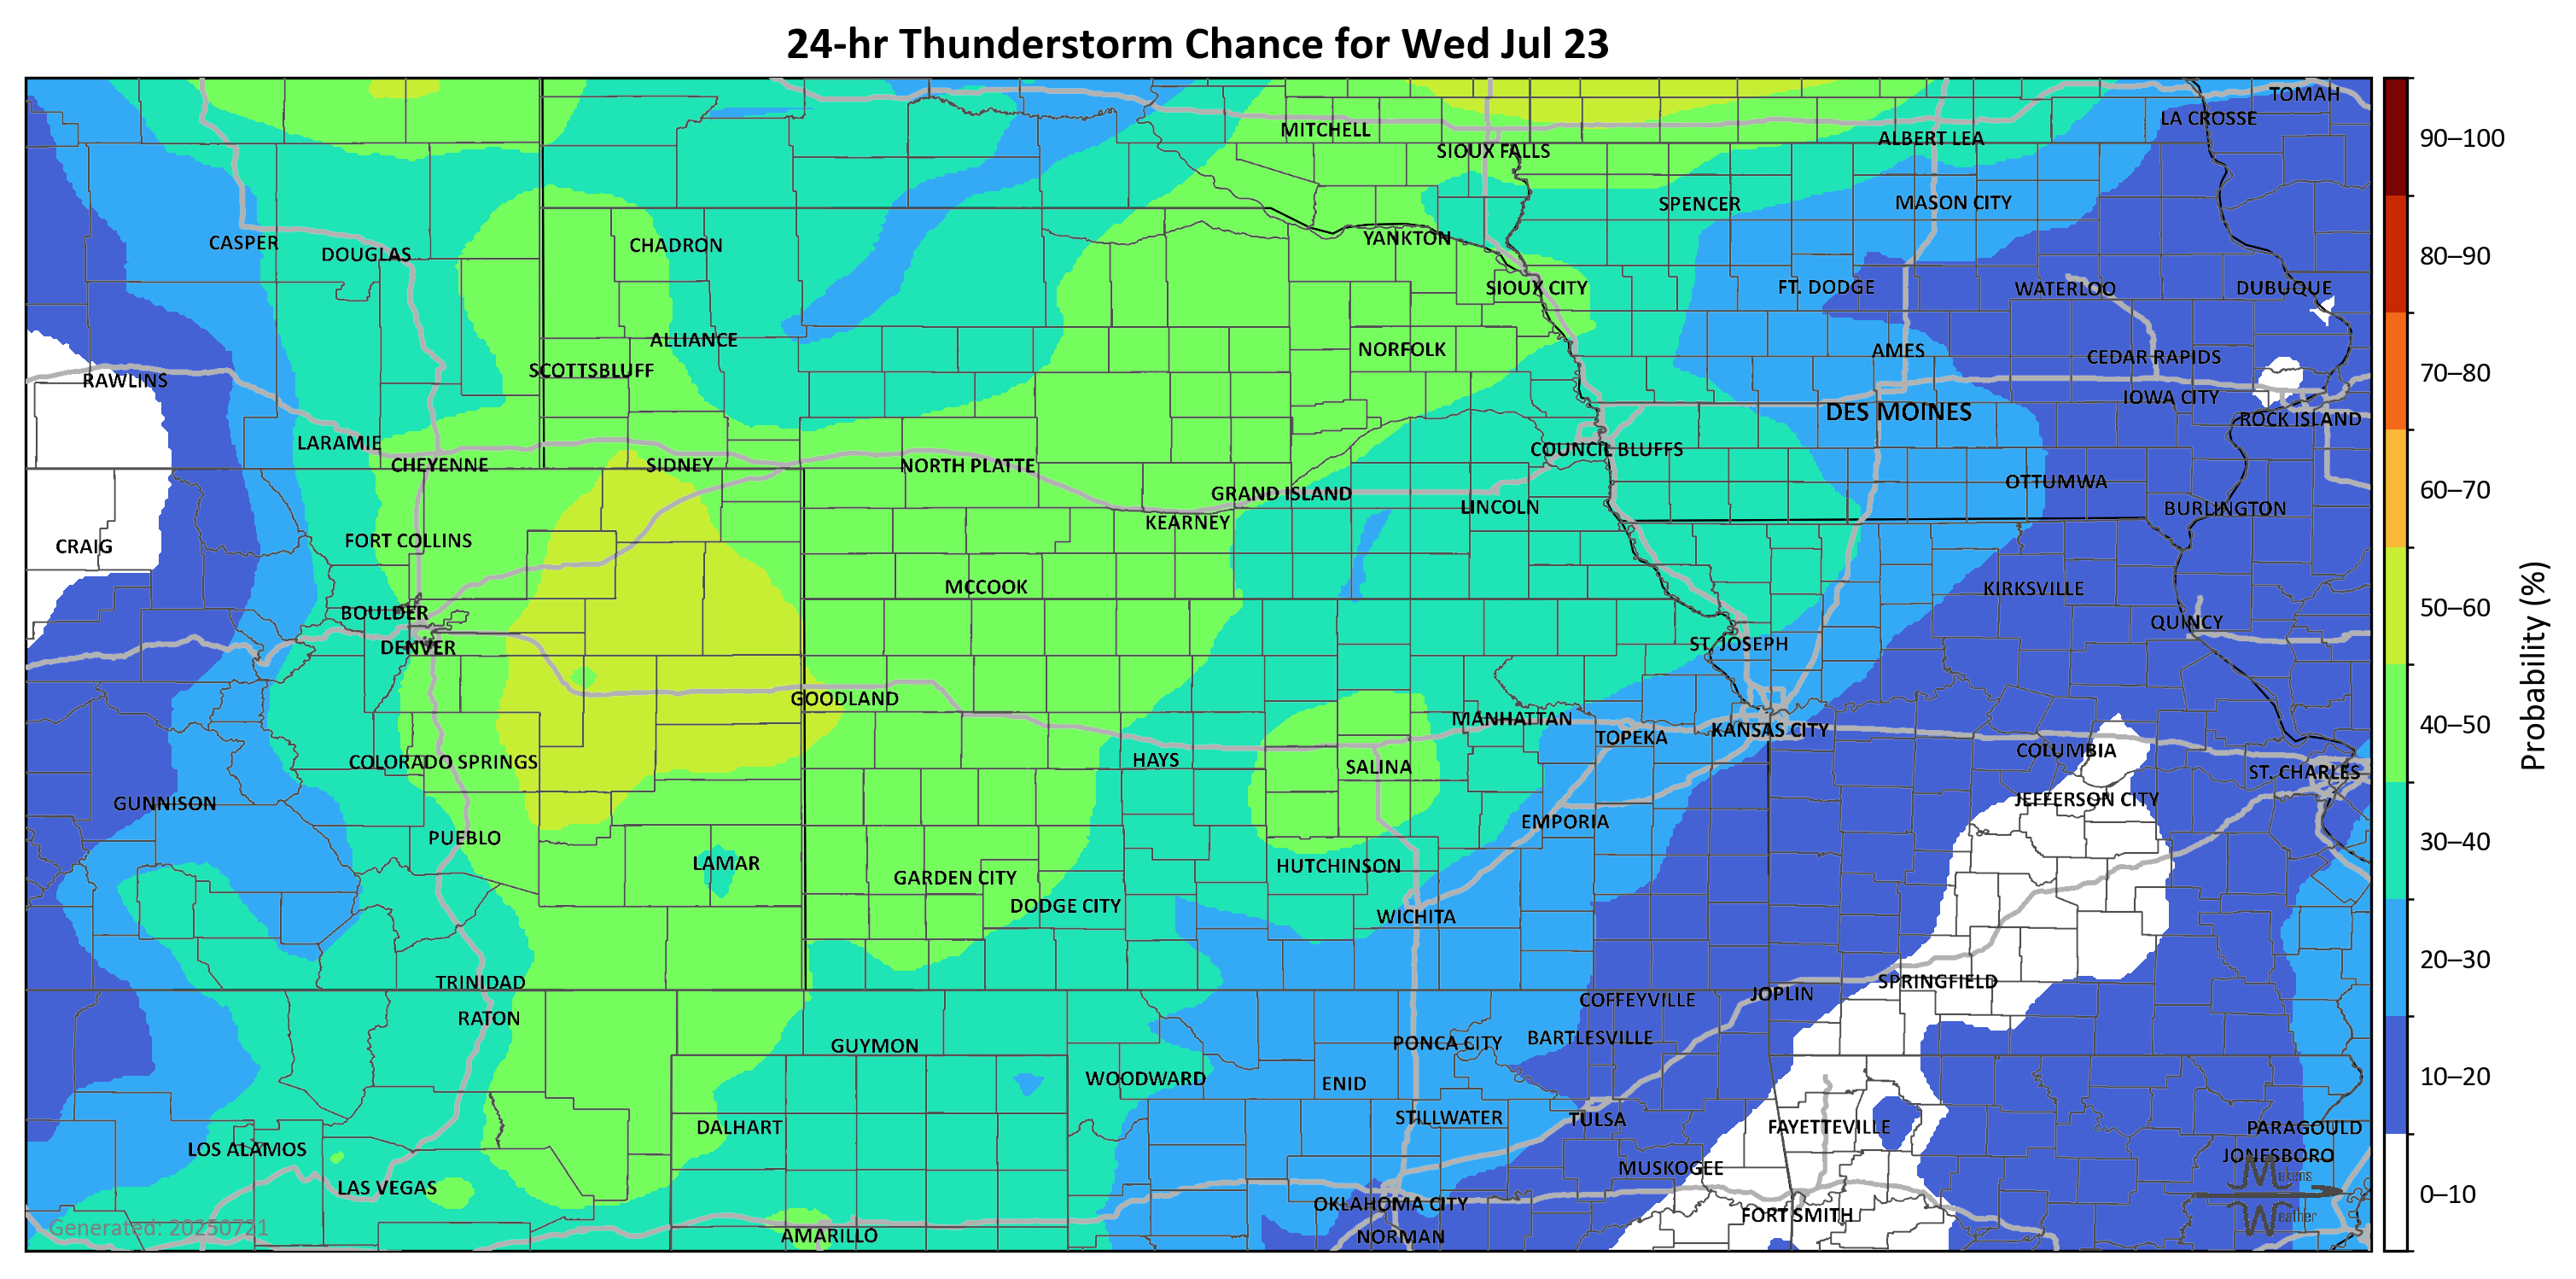 24-hr Thunderstorm Chance for Wed Jul 23
TOMAH
LA CROSSE
MITCHELL
ALBERT LEA
SIOUX FALLS
SPENCER
MASON CITY
CASPER
DOUGLAS
CHADRON
YANKTON
SIOUX CITY
FT. DODGE
WATERLOO
DUBUQUE
ALLIANCE
NORFOLK
AMES
CEDAR RAPIDS
SCOTTSBLUFF
RAWLINS
IOWA CITY
DES MOINES
ROCK ISLAND
LARAMIE
COUNCIL BLUFFS
CHEYENNE
SIDNEY
NORTH PLATTE
GRAND ISLAND
OTTUMWA
LINCOLN
BURLINGTON
KEARNEY
FORT COLLINS
CRAIG
MCCOOK
KIRKSVILLE
BOULDER
QUINCY
DENVER
ST. JOSEPH
GOODLAND
MANHATTAN
TOPEKA
KANSAS CITY
COLUMBIA
COLORADO SPRINGS
HAYS
SALINA
ST. CHARLES
GUNNISON
JEFFERSON CITY
EMPORIA
PUEBLO
LAMAR
HUTCHINSON
GARDEN CITY
DODGE CITY
WICHITA
TRINIDAD
SPRINGFIELD
JOPLIN
COFFEYVILLE
RATON
GUYMON
PONCA CITY
BARTLESVILLE
WOODWARD
ENID
STILLWATER
TULSA
DALHART
FAYETTEVILLE
PARAGOULD
LOS ALAMOS
JONESBORO
MUSKOGEE
LAS VEGAS
OKLAHOMA CITY
FORT SMITH
AMARILLO
NORMAN
Generated: 20250721
Mekens
Weather
90–100
80–90
70–80
60–70
50–60
40–50
30–40
20–30
10–20
0–10
Probability (%)